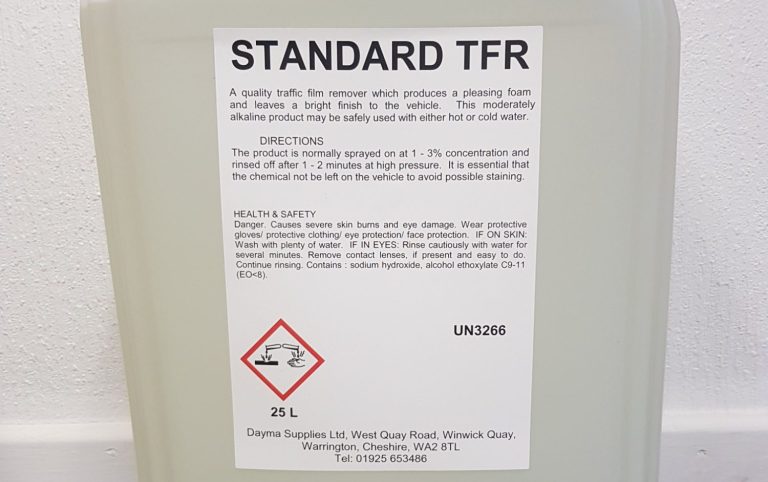 STANDARD TFR
A quality traffic film remover which produces a pleasing foam
and leaves a bright finish to the vehicle. This moderately
alkaline product may be safely used with either hot or cold water.
DIRECTIONS
The product is normally sprayed on at 1 - 3% concentration and
rinsed off after 1 - 2 minutes at high pressure. It is essential that
the chemical not be left on the vehicle to avoid possible staining.
HEALTH & SAFETY
Danger. Causes severe skin burns and eye damage. Wear protective
gloves/ protective clothing/ eye protection/ face protection. IF ON SKIN:
Wash with plenty of water. IF IN EYES: Rinse cautiously with water for
several minutes. Remove contact lenses, if present and easy to do.
Continue rinsing. Contains : sodium hydroxide, alcohol ethoxylate C9-11
(EO<8).
UN3266
25 L
Dayma Supplies Ltd, West Quay Road, Winwick Quay,
Warrington, Cheshire, WA2 8TL
Tel: 01925 653486